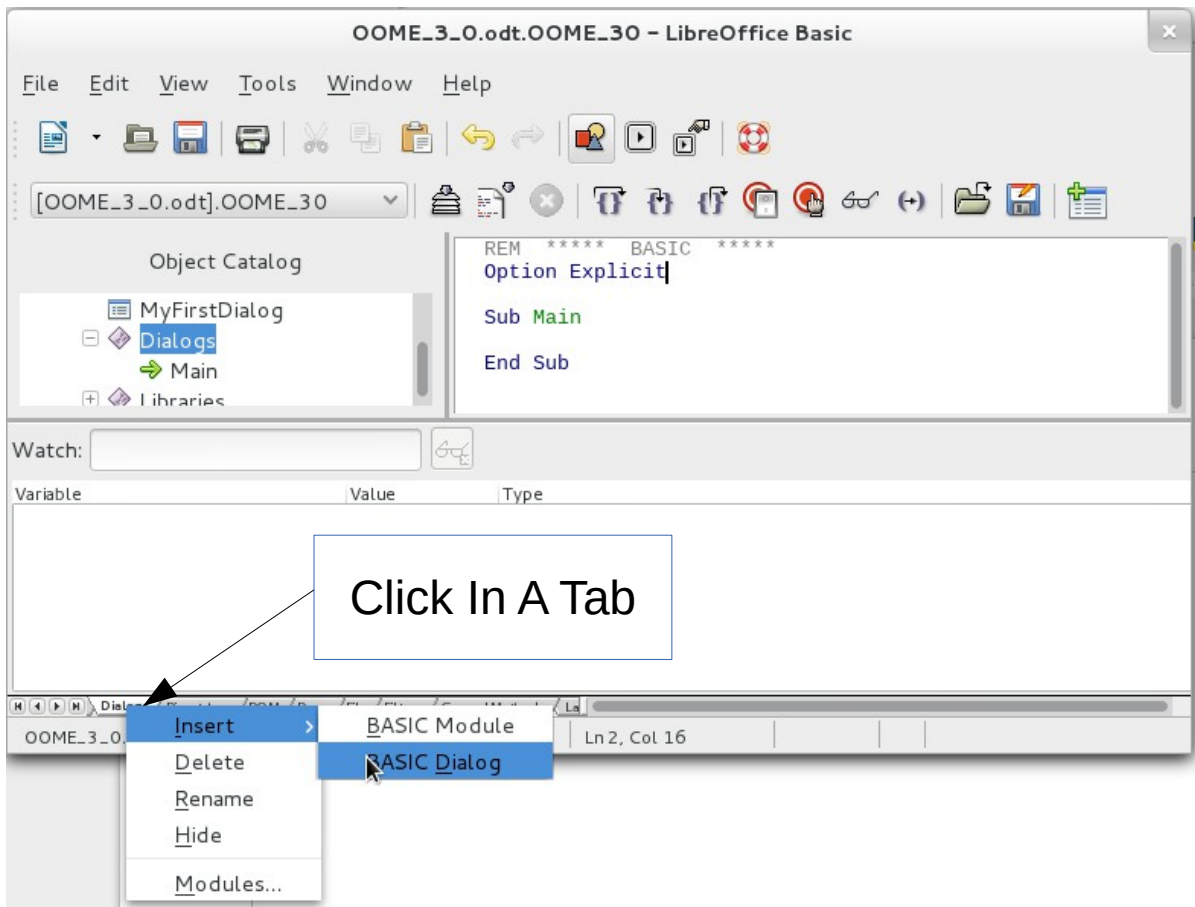 OOME_3_0.odt.OOME_30 – LibreOffice Basic
File Edit View Tools Window Help
[OOME_3_0.odt].OOME_30
Object Catalog
MyFirstDialog
Dialogs
Main
Libraries
REM ***** BASIC *****
Option Explicit
Sub Main
End Sub
Watch:
Variable Value Type
Click In A Tab
OOME_3_0. Ln 2, Col 16
Insert
Delete
Rename
Hide
Modules...
BASIC Module
BASIC Dialog